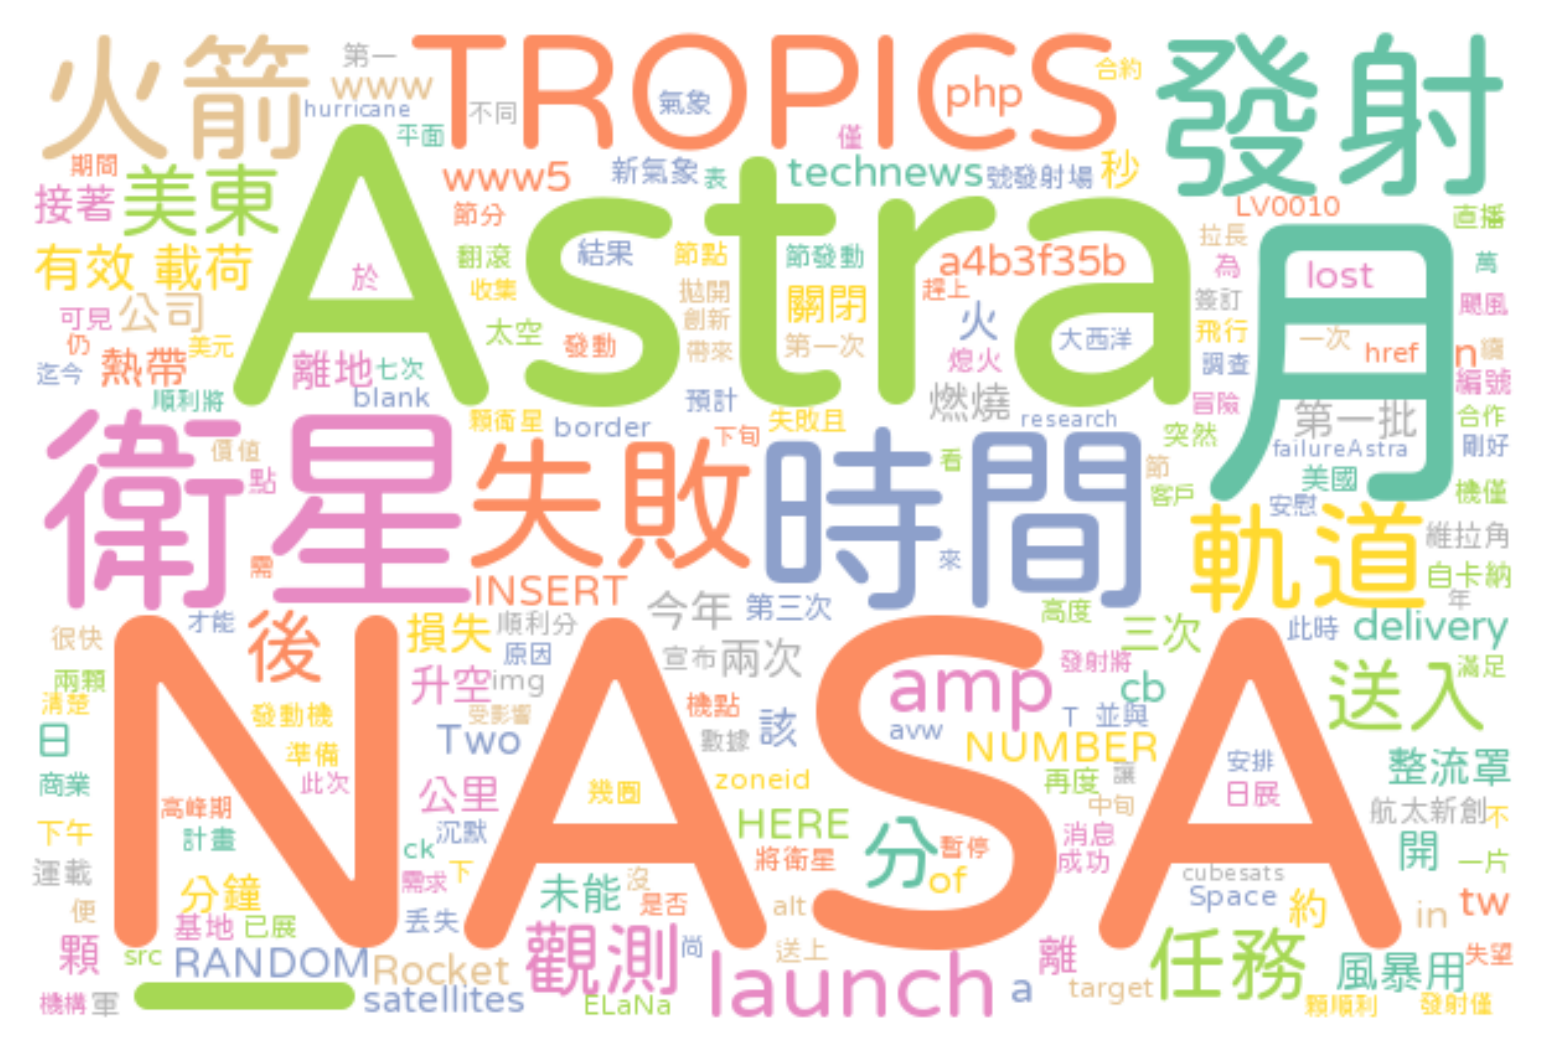 火箭 第一 TROPICS 合約 發射
www php
hurricane 不同 氣象
平面 僅
期間 www5 新氣象 表 technews 號發射場 秒
接著 美東 Astra LV0010 直播
節分
有效 載荷 翻滾 結果 節點 節發動 a4b3f35b 拉長 月 萬
於 為 lost
收集 拋開 關閉 趕上 簽訂 颶風
可見 公司 創新 火
仍 美元 太空 發動 帶來 第一次 大西洋 飛行 一次 href n 續
迄今 熱帶 離地 七次 熄火 調查 編號
順利將 blank 預計 燃燒 冒險 第一批 合作
顆衛星 border 失敗且 research 突然
衛星 價值 失敗 下旬 時間 看 節 failureAstra 剛好
點 客戶 美國 機僅
安慰
軌道 維拉角
需 來 自卡納
INSERT 今年 第三次 高度 年
很快 才能 後 損失 順利分 三次 此時 delivery
NASA 原因 宣布 兩次 發射將 滿足
兩顆 升空 img amp cb 送入
清楚 發動機 受影響 機點 該 avw T 並與
日 準備 Two 數據 NUMBER 安排 整流罩
商業 此次 公里 幾圈 zoneid 再度 讓 日展
高峰期 中旬 航太新創 不
下午 計畫 沉默 HERE 分 暫停 消息 開
運載 ck 下 將衛星 of 成功 cubesats 一片
需求 沒 Space
便 分鐘 未能 是否 alt 約 in tw
基地 已展 丟失
顆 src RANDOM Rocket 觀測 尚 送上 launch 離 任務 風暴用 失望
機構 軍 satellites ELaNa a target 顆順利 發射僅